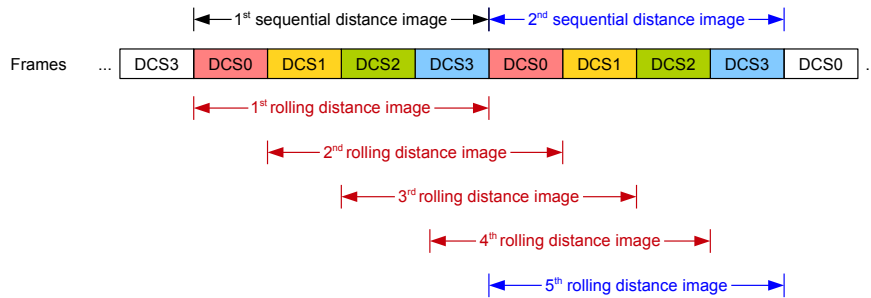 1st sequential distance image 2nd sequential distance image
Frames ... DCS3 DCS0 DCS1 DCS2 DCS3 DCS0 DCS1 DCS2 DCS3 DCS0 .
1st rolling distance image
2nd rolling distance image
3rd rolling distance image
4th rolling distance image
5th rolling distance image